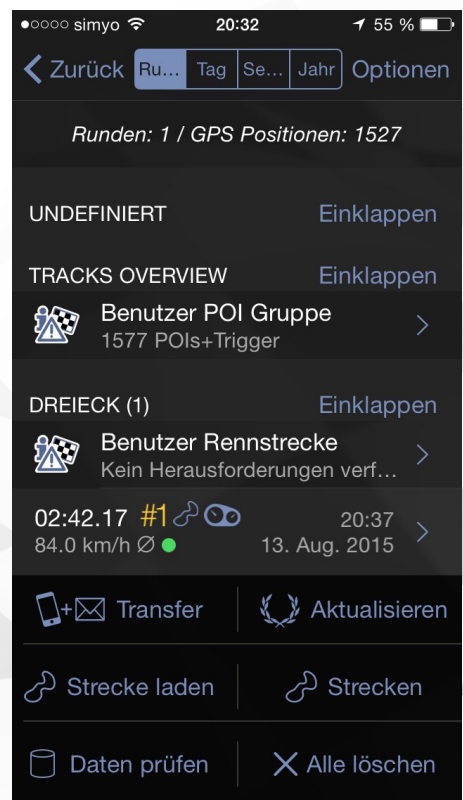 simyo 20:32 55 %
Zurück Ru... Tag Se... Jahr Optionen
Runden: 1 / GPS Positionen: 1527
UNDEFINIERT Einklappen
TRACKS OVERVIEW Einklappen
Benutzer POI Gruppe
1577 POIs+Trigger
DREIECK (1) Einklappen
Benutzer Rennstrecke
Kein Herausforderungen verf...
02:42.17 #1 20:37
84.0 km/h Ø 13. Aug. 2015
+ Transfer Aktualisieren
Strecke laden Strecken
Daten prüfen Alle löschen